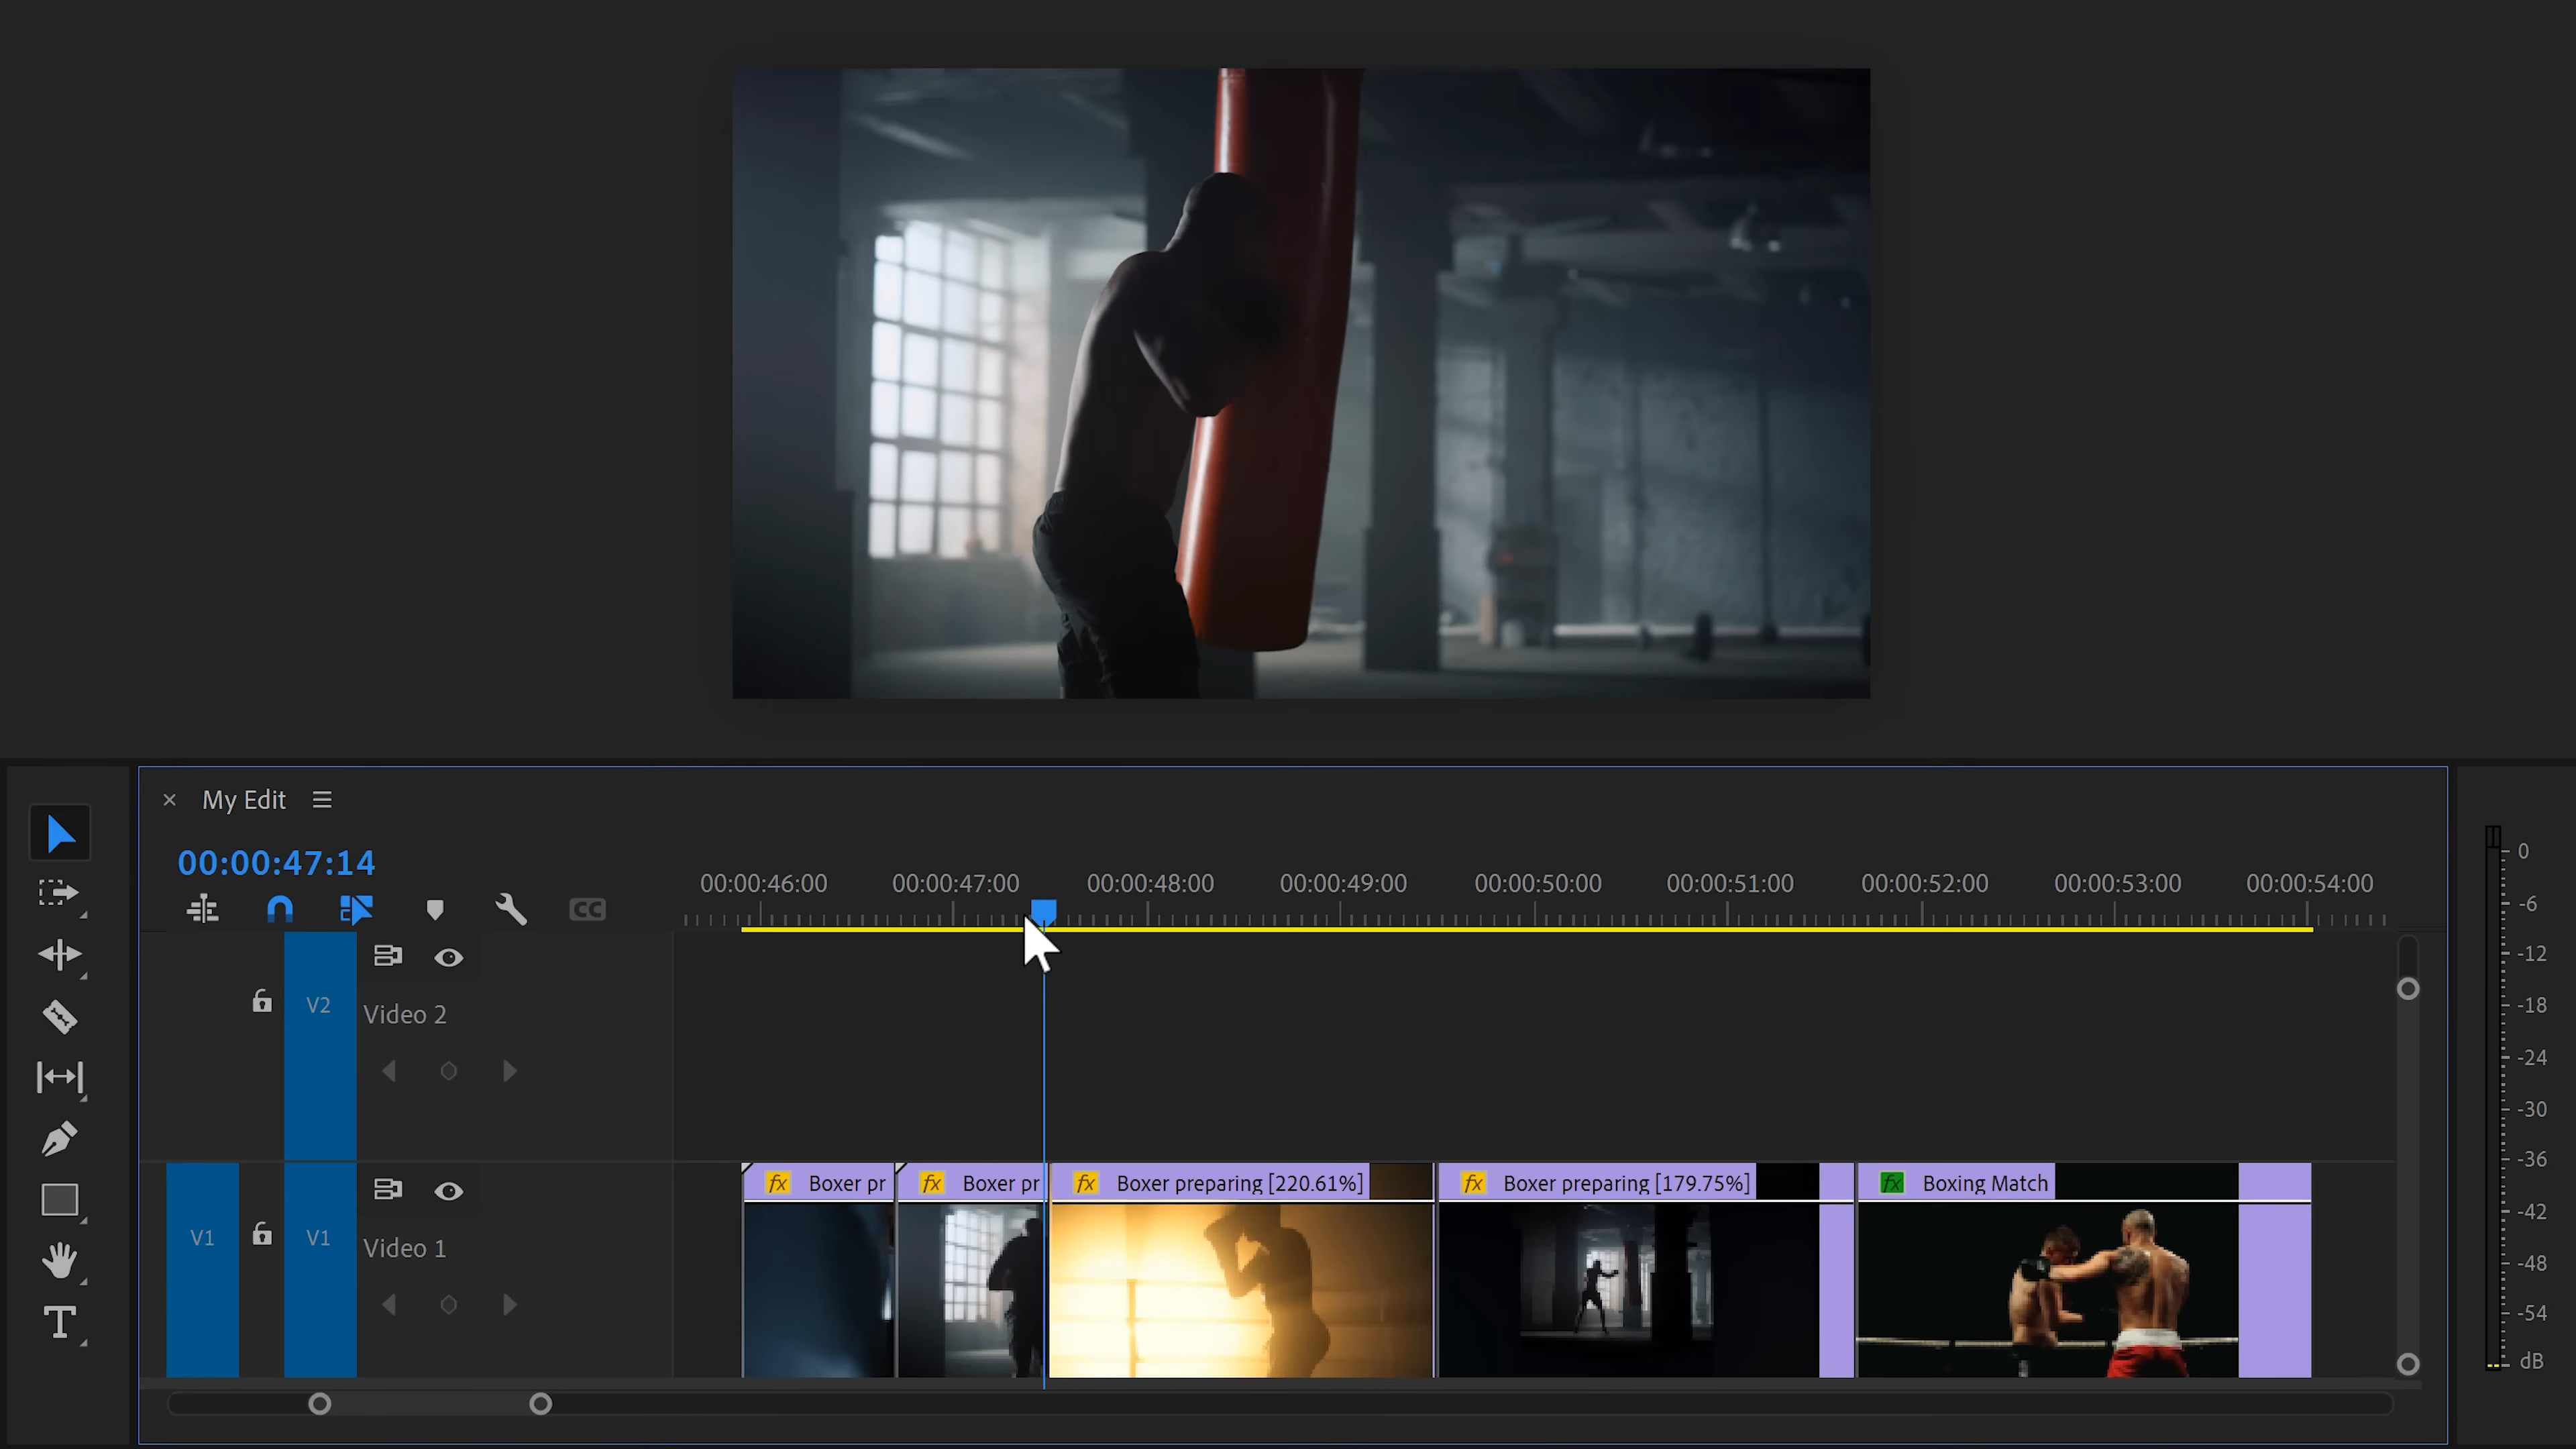 My Edit
00:00:47:14
00:00:46:00 00:00:47:00 00:00:48:00 00:00:49:00 00:00:50:00 00:00:51:00 00:00:52:00 00:00:53:00 00:00:54:00
CC
V2 Video 2
fx Boxer pr fx Boxer pr fx Boxer preparing [220.61%] fx Boxer preparing [179.75%] fx Boxing Match
V1 V1 Video 1
T
0
-6
-12
-18
-24
-30
-36
-42
-48
-54
dB